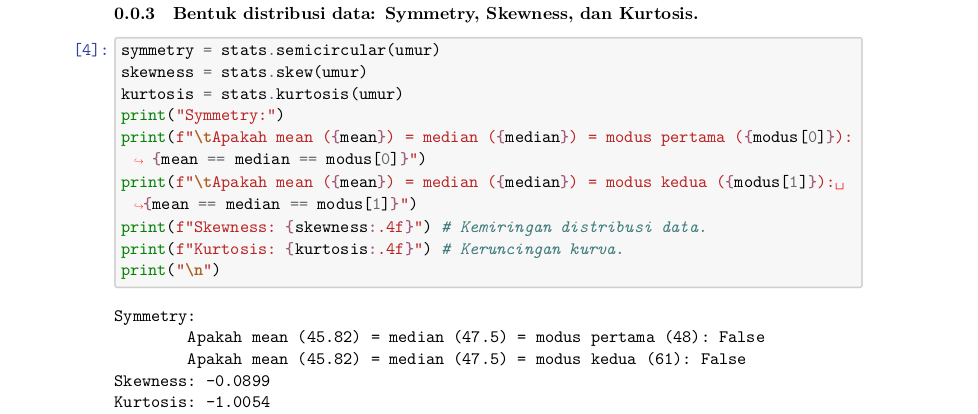 0.0.3 Bentuk distribusi data: Symmetry, Skewness, dan Kurtosis.
[4]: symmetry = stats.semicircular(umur)
skewness = stats.skew(umur)
kurtosis = stats.kurtosis(umur)
print("Symmetry:")
print(f"\tApakah mean ({mean}) = median ({median}) = modus pertama ({modus[0]}):
↪ {mean == median == modus[0]}")
print(f"\tApakah mean ({mean}) = median ({median}) = modus kedua ({modus[1]}):␣
↪{mean == median == modus[1]}")
print(f"Skewness: {skewness:.4f}") # Kemiringan distribusi data.
print(f"Kurtosis: {kurtosis:.4f}") # Keruncingan kurva.
print("\n")
Symmetry:
Apakah mean (45.82) = median (47.5) = modus pertama (48): False
Apakah mean (45.82) = median (47.5) = modus kedua (61): False
Skewness: -0.0899
Kurtosis: -1.0054